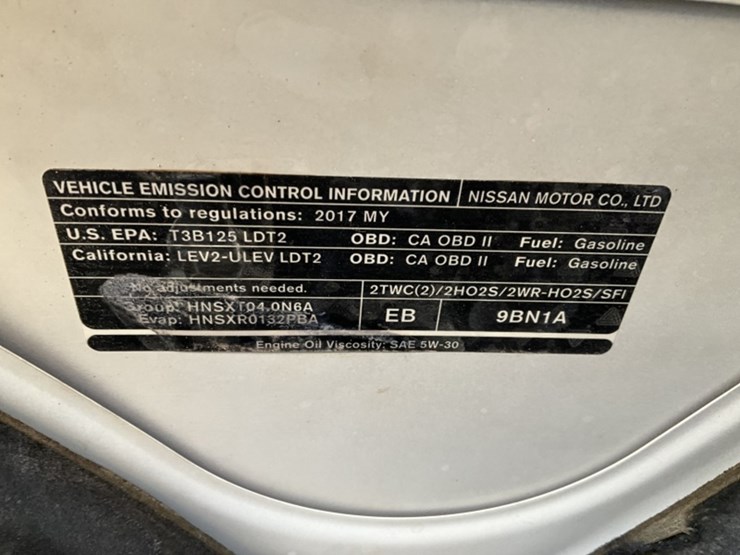 VEHICLE EMISSION CONTROL INFORMATION NISSAN MOTOR CO., LTD
Conforms to regulations: 2017 MY
U.S. EPA: T3B125 LDT2 OBD: CA OBD II Fuel: Gasoline
California: LEV2-ULEV LDT2 OBD: CA OBD II Fuel: Gasoline
No adjustments needed. 2TWC(2)/2HO2S/2WR-HO2S/SFI
Group: HNSXT04.0N6A
Evap: HNSXR0132PBA EB 9BN1A
Engine Oil Viscosity: SAE 5W-30